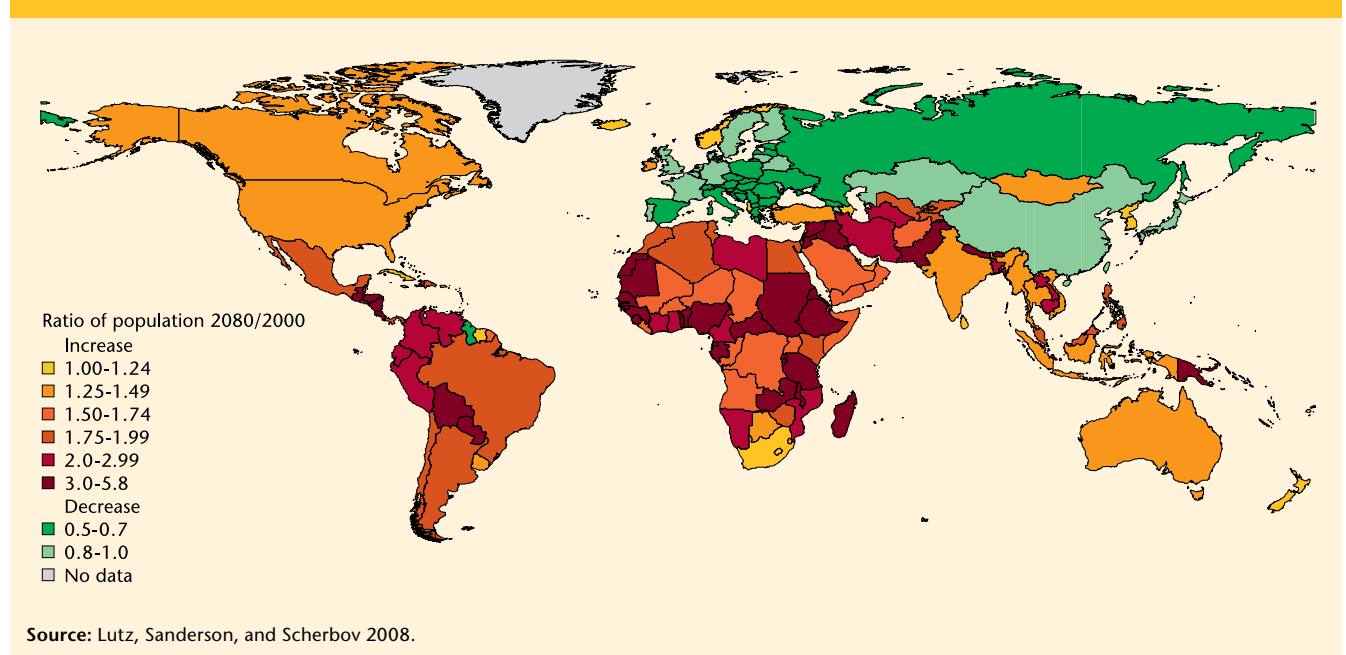 Ratio of population 2080/2000
Increase
1.00-1.24
1.25-1.49
1.50-1.74
1.75-1.99
2.0-2.99
3.0-5.8
Decrease
0.5-0.7
0.8-1.0
No data
Source: Lutz, Sanderson, and Scherbov 2008.